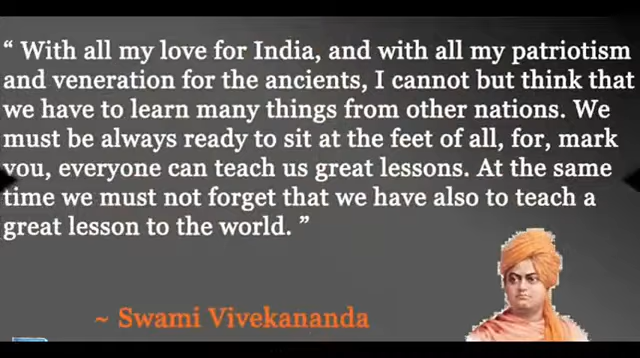 “ With all my love for India, and with all my patriotism
and veneration for the ancients, I cannot but think that
we have to learn many things from other nations. We
must be always ready to sit at the feet of all, for, mark
you, everyone can teach us great lessons. At the same
time we must not forget that we have also to teach a
great lesson to the world. ”
~ Swami Vivekananda